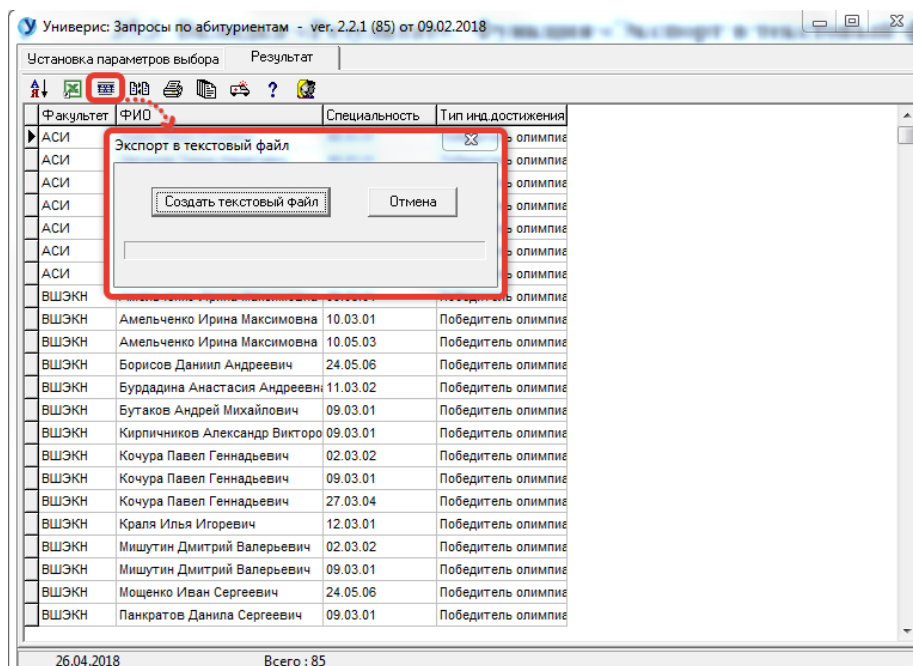 Универис: Запросы по абитуриентам - ver. 2.2.1 (85) от 09.02.2018
Установка параметров выбора Результат
Факультет ФИО Специальность Тип инд.достижения
АСИ
АСИ
АСИ
АСИ
АСИ
АСИ
АСИ
Экспорт в текстовый файл
Создать текстовый файл Отмена
ВШЭКН
ВШЭКН Амельченко Ирина Максимовна 10.03.01 Победитель олимпиа
ВШЭКН Амельченко Ирина Максимовна 10.05.03 Победитель олимпиа
ВШЭКН Борисов Даниил Андреевич 24.05.06 Победитель олимпиа
ВШЭКН Бурдадина Анастасия Андреевна 11.03.02 Победитель олимпиа
ВШЭКН Бутаков Андрей Михайлович 09.03.01 Победитель олимпиа
ВШЭКН Кирпичников Александр Викторо 09.03.01 Победитель олимпиа
ВШЭКН Кочура Павел Геннадьевич 02.03.02 Победитель олимпиа
ВШЭКН Кочура Павел Геннадьевич 09.03.01 Победитель олимпиа
ВШЭКН Кочура Павел Геннадьевич 27.03.04 Победитель олимпиа
ВШЭКН Краля Илья Игоревич 12.03.01 Победитель олимпиа
ВШЭКН Мишутин Дмитрий Валерьевич 02.03.02 Победитель олимпиа
ВШЭКН Мишутин Дмитрий Валерьевич 09.03.01 Победитель олимпиа
ВШЭКН Мощенко Иван Сергеевич 24.05.06 Победитель олимпиа
ВШЭКН Панкратов Данила Сергеевич 09.03.01 Победитель олимпиа
26.04.2018 Всего : 85